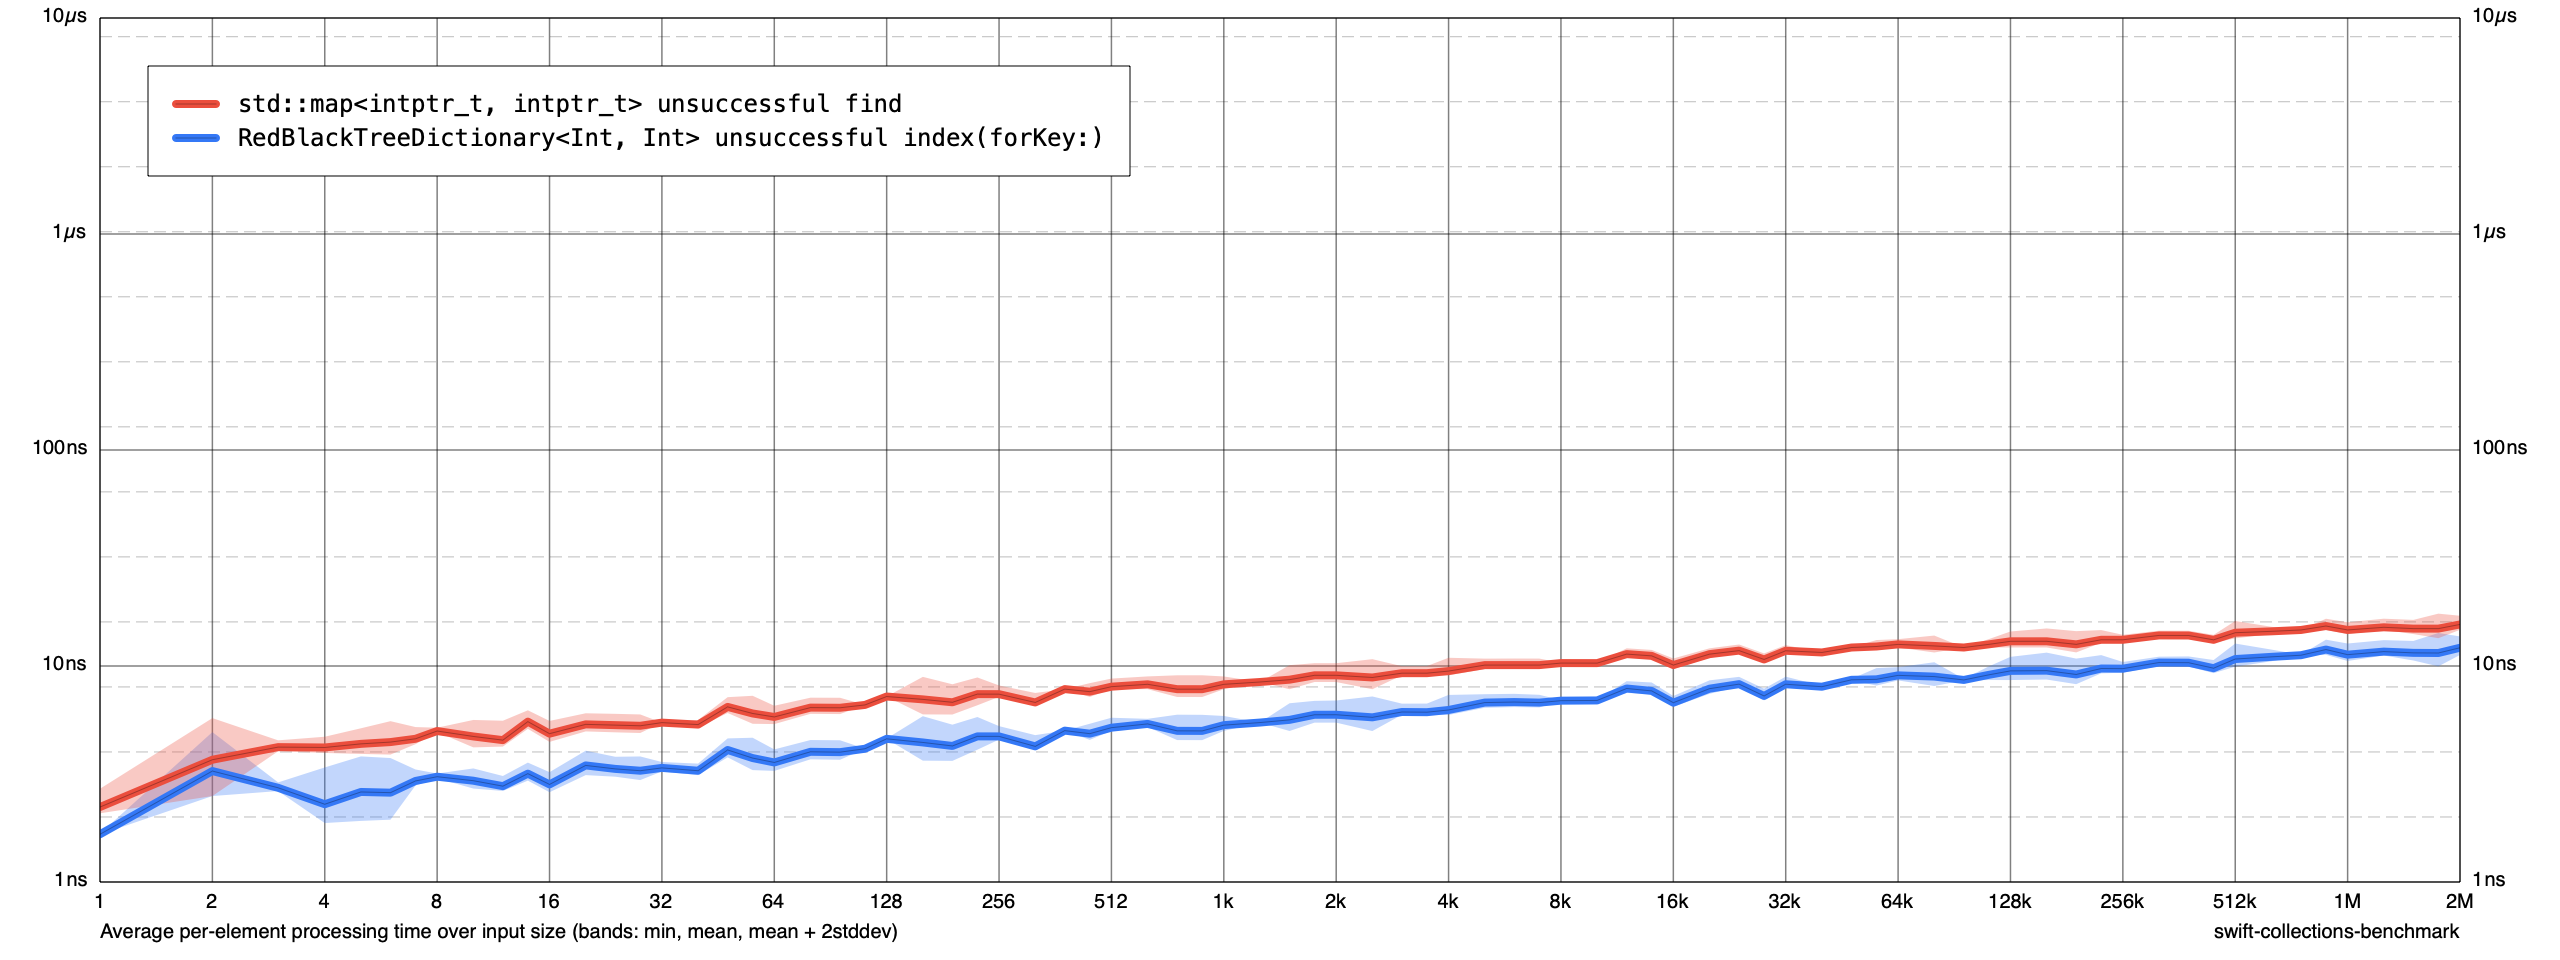 10µs
10µs
std::map<intptr_t, intptr_t> unsuccessful find
RedBlackTreeDictionary<Int, Int> unsuccessful index(forKey:)
1µs
1µs
100ns
100ns
10ns
10ns
1ns
1ns
1 2 4 8 16 32 64 128 256 512 1k 2k 4k 8k 16k 32k 64k 128k 256k 512k 1M 2M
Average per-element processing time over input size (bands: min, mean, mean + 2stddev)
swift-collections-benchmark